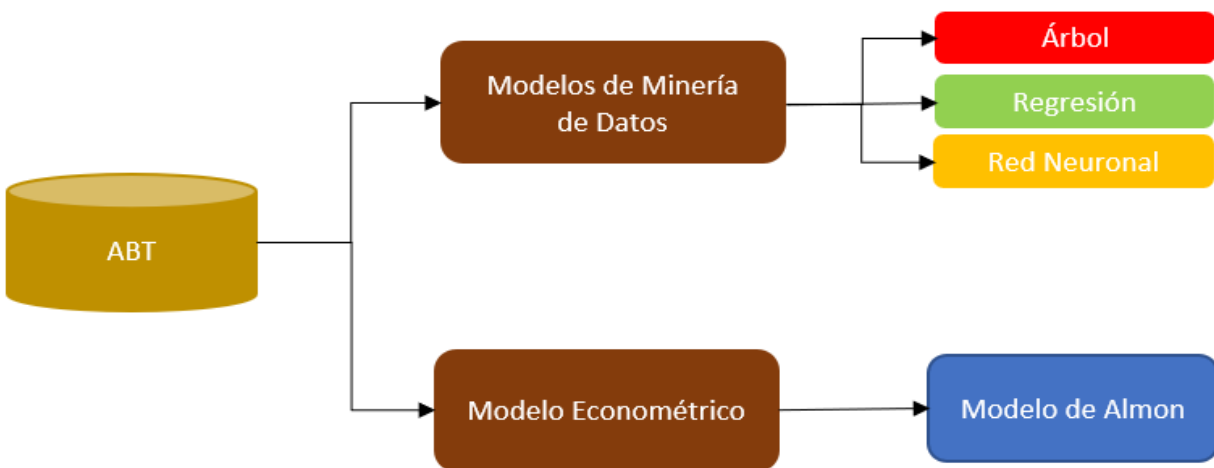 Árbol
Modelos de Minería
de Datos
Regresión
Red Neuronal
ABT
Modelo Econométrico
Modelo de Almon